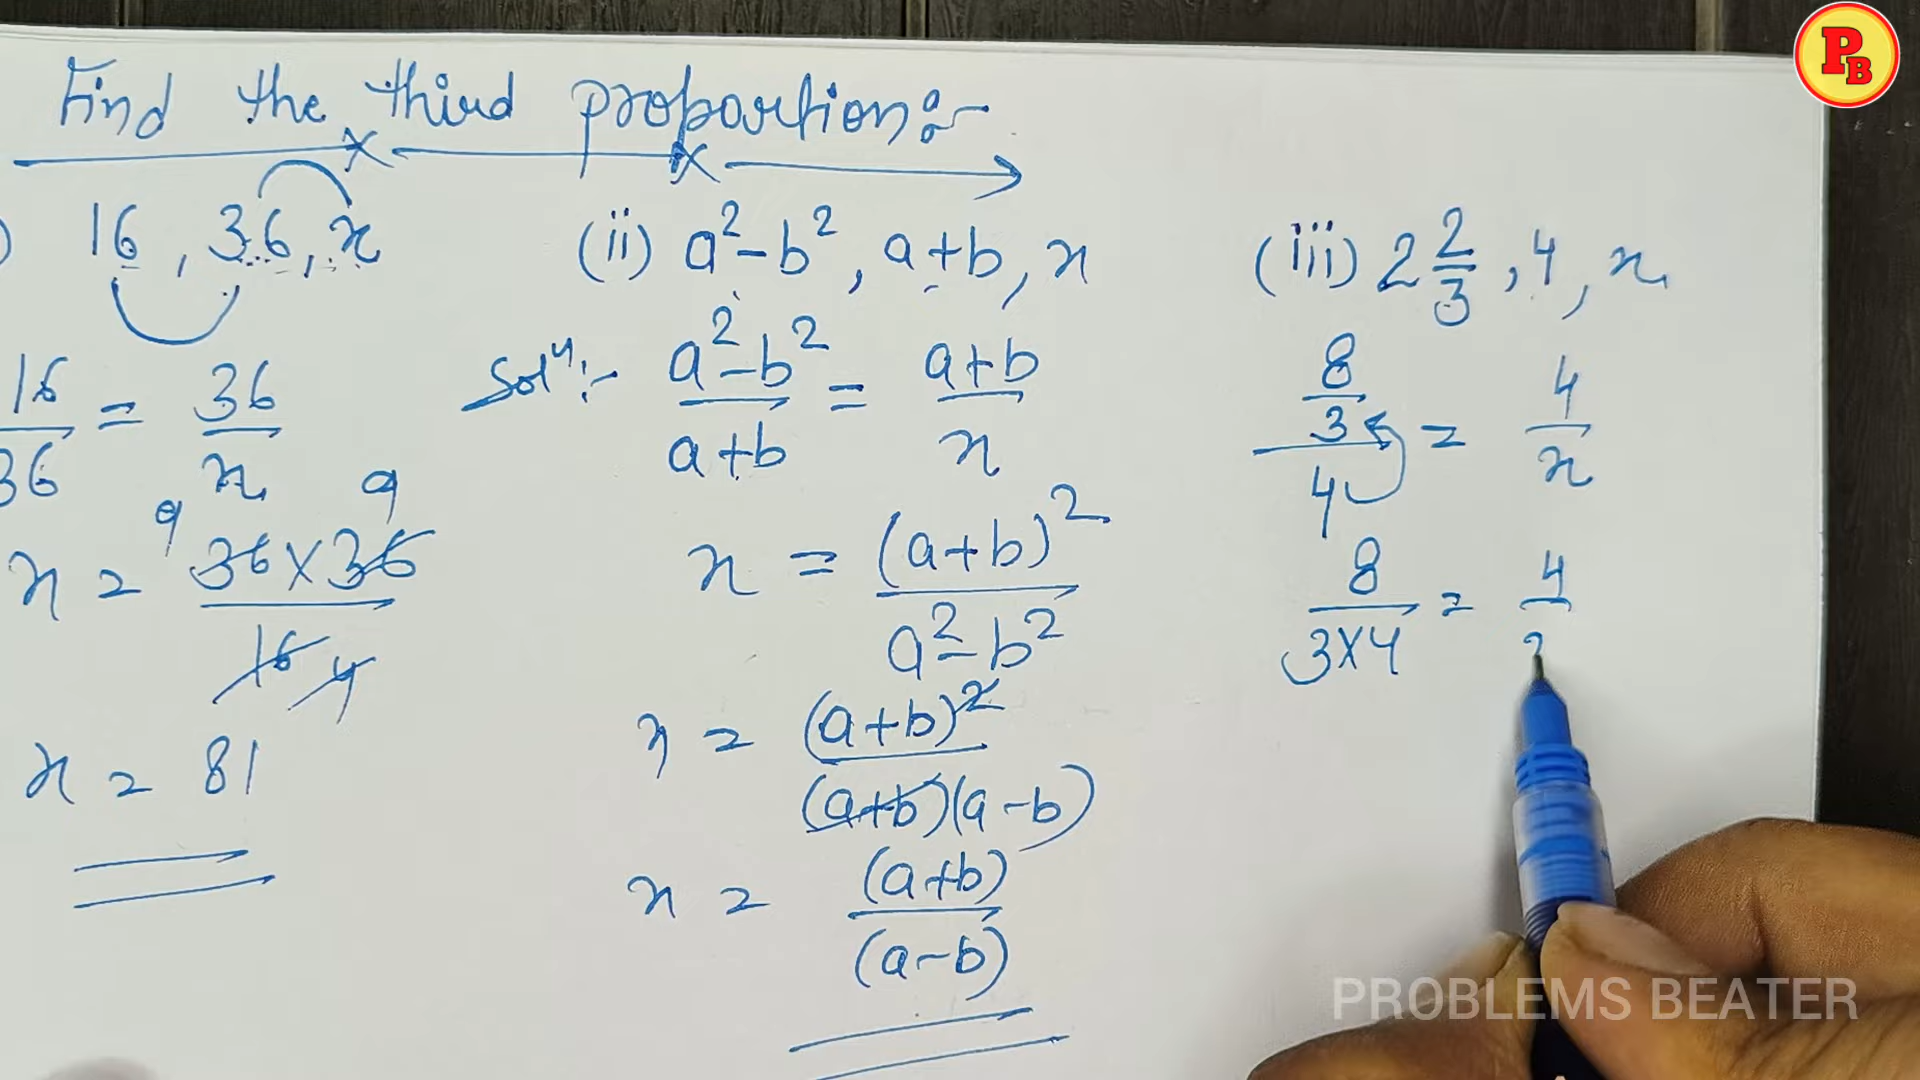 Find the third proportion:-
) 16, 36, x
16/36 = 36/x
9 9
x = 36×36/16 4
x = 81
(ii) a²-b², a+b, x
Solⁿ:- a²-b²/a+b = a+b/x
x = (a+b)²/a²-b²
x = (a+b)²/(a+b)(a-b)
x = (a+b)/(a-b)
(iii) 2 2/3, 4, x
8/3/4 = 4/x
8/3×4 = 4/
PB
PROBLEMS BEATER